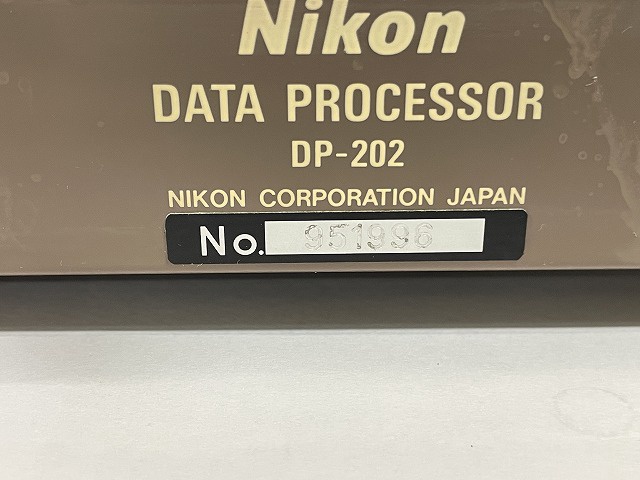 Nikon
DATA PROCESSOR
DP-202
NIKON CORPORATION JAPAN
No. 951996